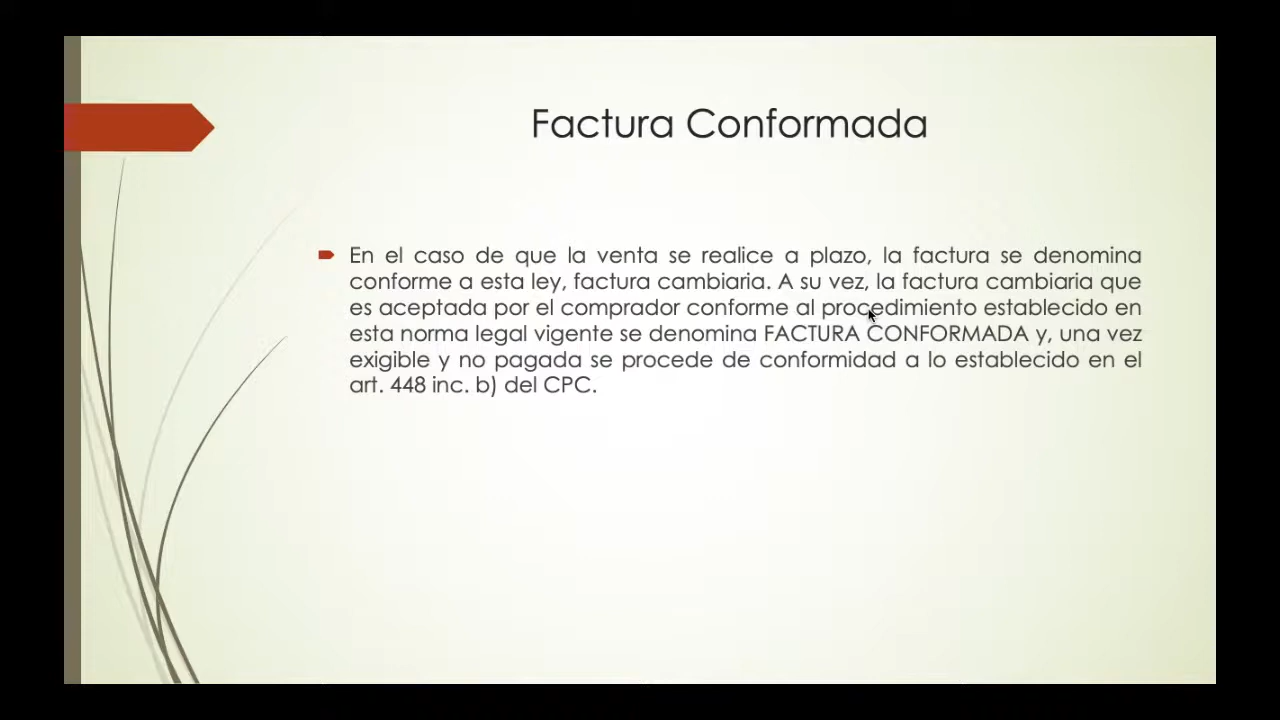 Factura Conformada
En el caso de que la venta se realice a plazo, la factura se denomina
conforme a esta ley, factura cambiaria. A su vez, la factura cambiaria que
es aceptada por el comprador conforme al procedimiento establecido en
esta norma legal vigente se denomina FACTURA CONFORMADA y, una vez
exigible y no pagada se procede de conformidad a lo establecido en el
art. 448 inc. b) del CPC.